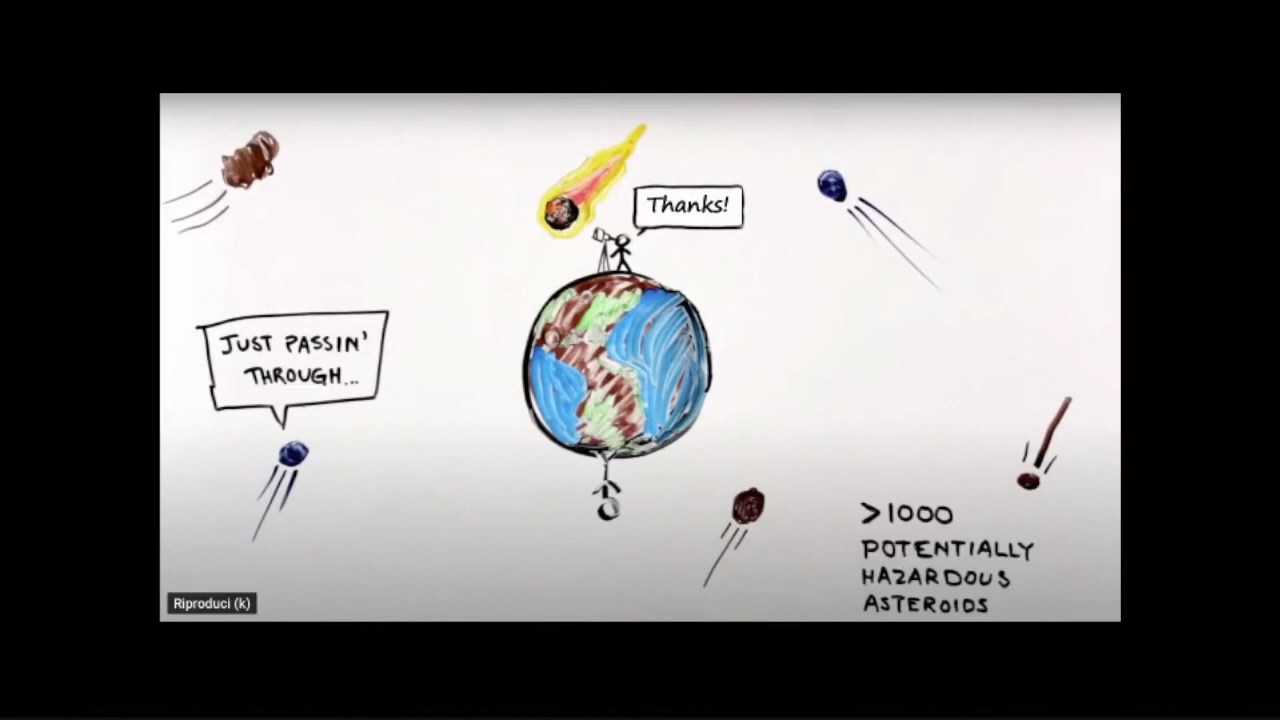 Thanks!
JUST PASSIN'
THROUGH...
>1000
POTENTIALLY
HAZARDOUS
ASTEROIDS
Riproduci (k)